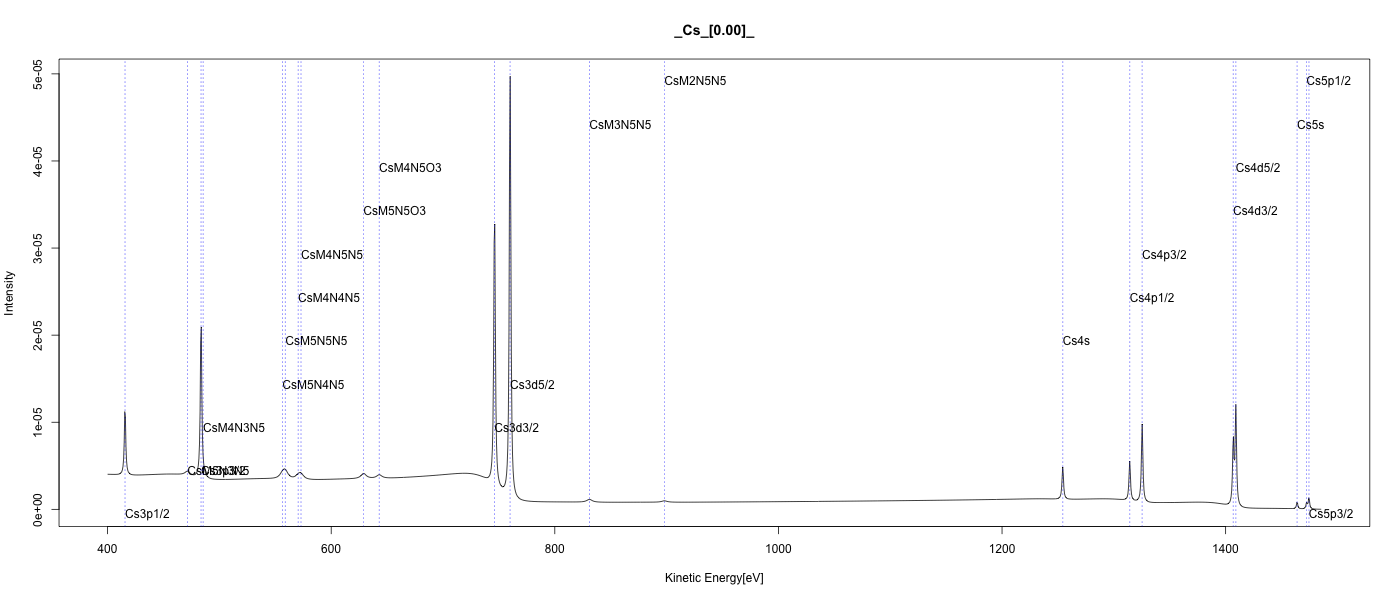 _Cs_[0.00]_
CsM2N5N5
Cs5p1/2
CsM3N5N5
Cs5s
CsM4N5O3
Cs4d5/2
CsM5N5O3
Cs4d3/2
CsM4N5N5
Cs4p3/2
CsM4N4N5
Cs4p1/2
CsM5N5N5
Cs4s
CsM5N4N5
Cs3d5/2
CsM4N3N5
Cs3d3/2
Cs3p1/2
Cs5p3/2
5e-05
4e-05
3e-05
2e-05
1e-05
0e+00
Intensity
400 600 800 1000 1200 1400
Kinetic Energy[eV]